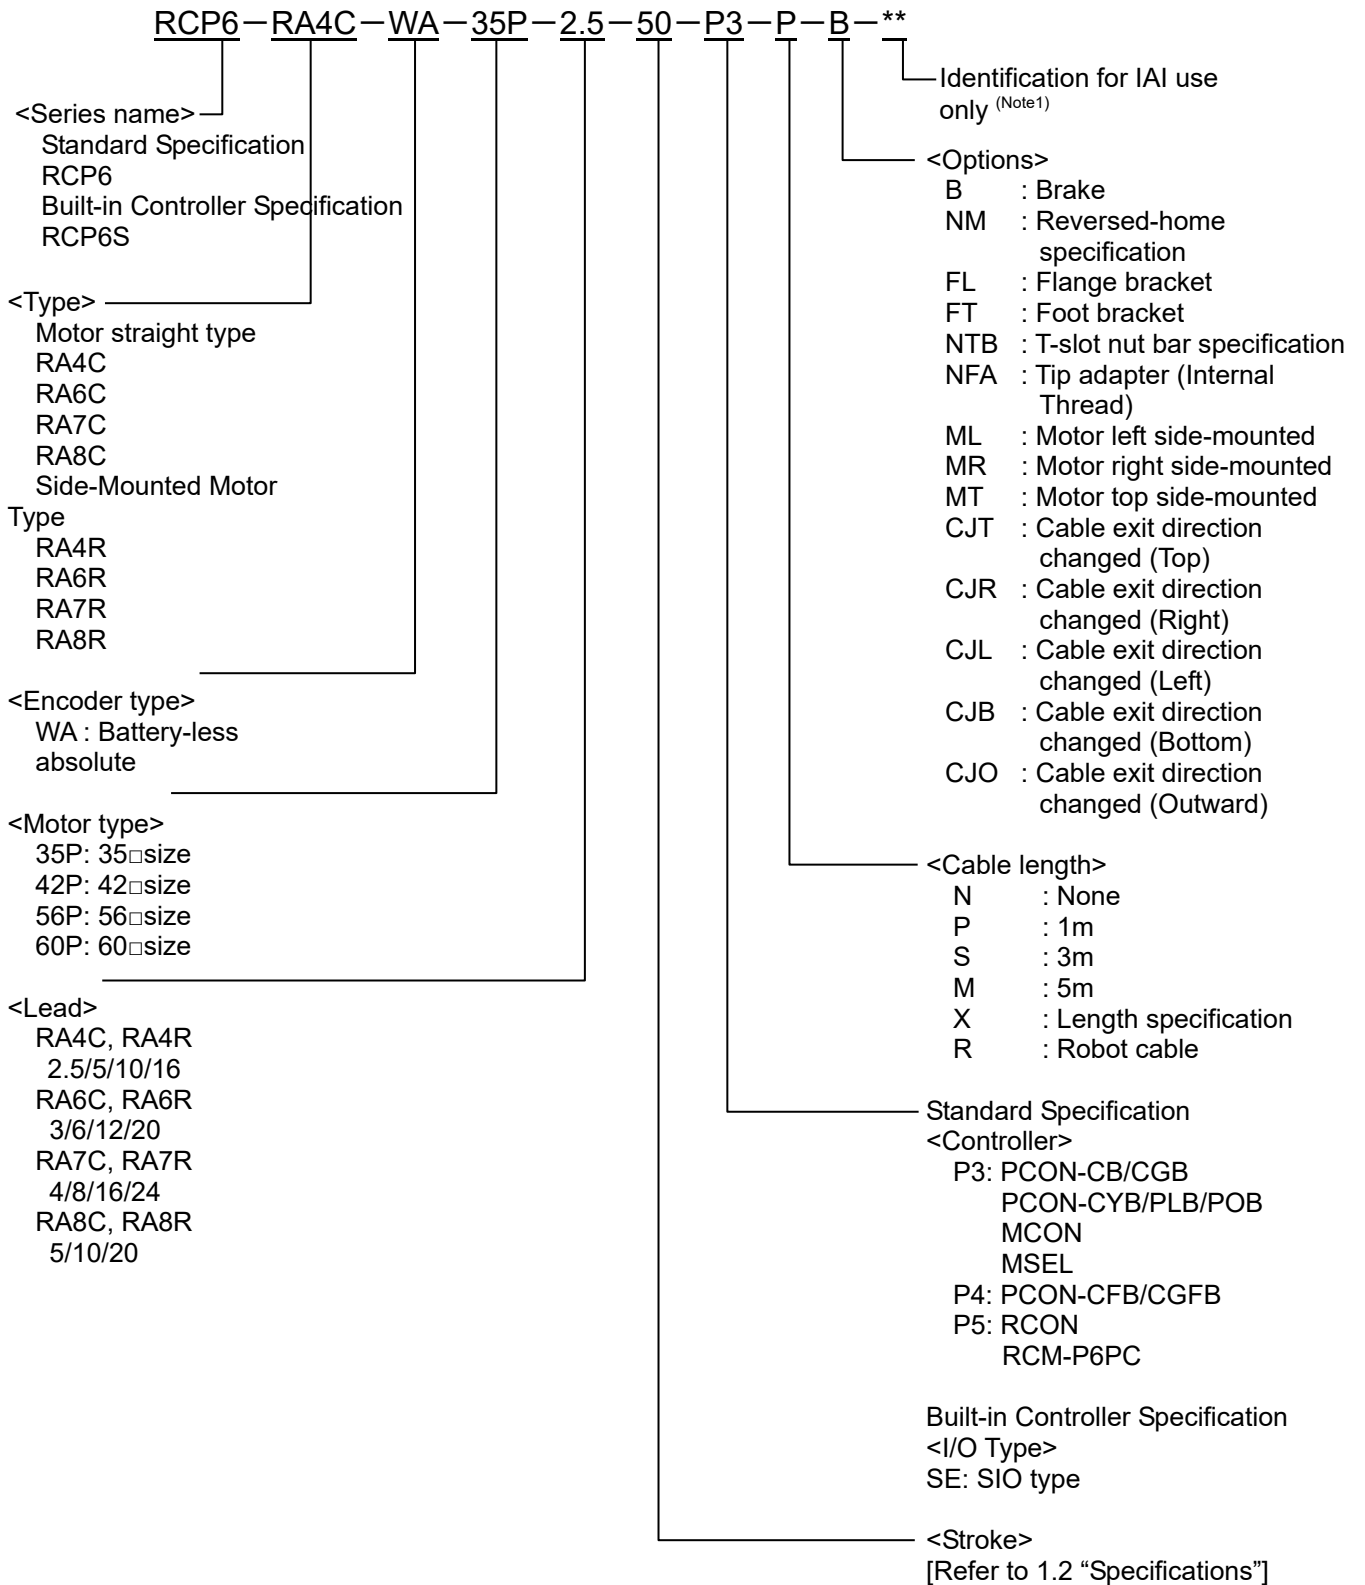 RCP6－RA4C－WA－35P－2.5－50－P3－P－B－**
Identification for IAI use
only (Note1)
<Series name>
Standard Specification
RCP6
Built-in Controller Specification
RCP6S
<Type>
Motor straight type
RA4C
RA6C
RA7C
RA8C
Side-Mounted Motor
Type
RA4R
RA6R
RA7R
RA8R
<Encoder type>
WA : Battery-less
absolute
<Motor type>
35P: 35□size
42P: 42□size
56P: 56□size
60P: 60□size
<Lead>
RA4C, RA4R
2.5/5/10/16
RA6C, RA6R
3/6/12/20
RA7C, RA7R
4/8/16/24
RA8C, RA8R
5/10/20
<Options>
B : Brake
NM : Reversed-home
specification
FL : Flange bracket
FT : Foot bracket
NTB : T-slot nut bar specification
NFA : Tip adapter (Internal
Thread)
ML : Motor left side-mounted
MR : Motor right side-mounted
MT : Motor top side-mounted
CJT : Cable exit direction
changed (Top)
CJR : Cable exit direction
changed (Right)
CJL : Cable exit direction
changed (Left)
CJB : Cable exit direction
changed (Bottom)
CJO : Cable exit direction
changed (Outward)
<Cable length>
N : None
P : 1m
S : 3m
M : 5m
X : Length specification
R : Robot cable
Standard Specification
<Controller>
P3: PCON-CB/CGB
PCON-CYB/PLB/POB
MCON
MSEL
P4: PCON-CFB/CGFB
P5: RCON
RCM-P6PC
Built-in Controller Specification
<I/O Type>
SE: SIO type
<Stroke>
[Refer to 1.2 “Specifications”]